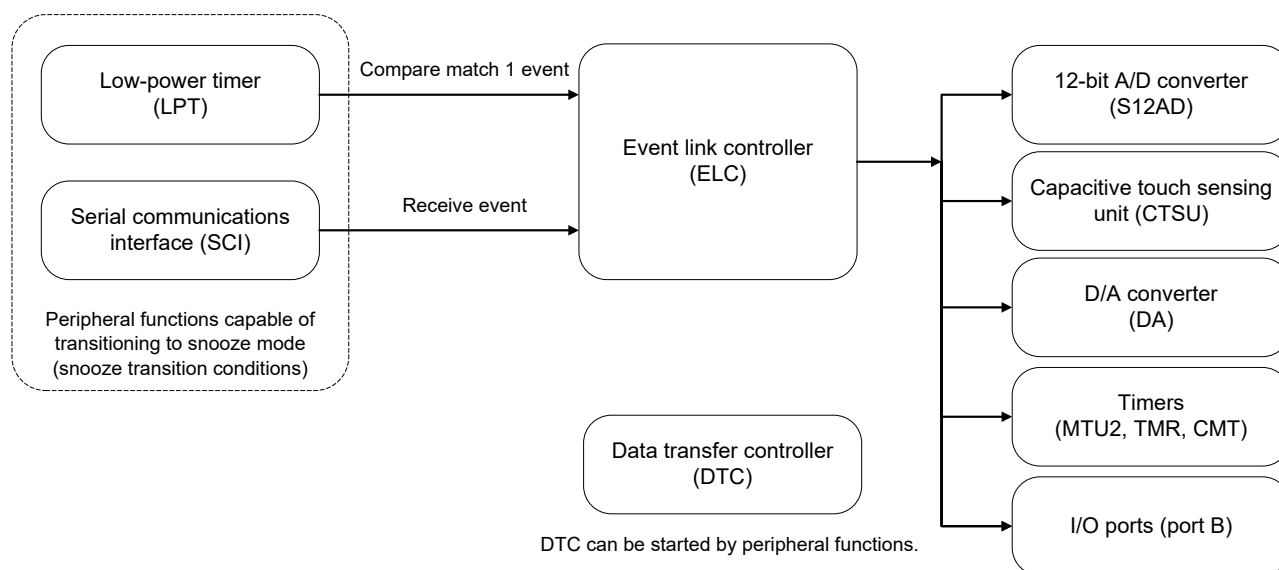 Low-power timer
(LPT)
Compare match 1 event
Serial communications
interface (SCI)
Receive event
Peripheral functions capable of
transitioning to snooze mode
(snooze transition conditions)
Event link controller
(ELC)
Data transfer controller
(DTC)
DTC can be started by peripheral functions.
12-bit A/D converter
(S12AD)
Capacitive touch sensing
unit (CTSU)
D/A converter
(DA)
Timers
(MTU2, TMR, CMT)
I/O ports (port B)